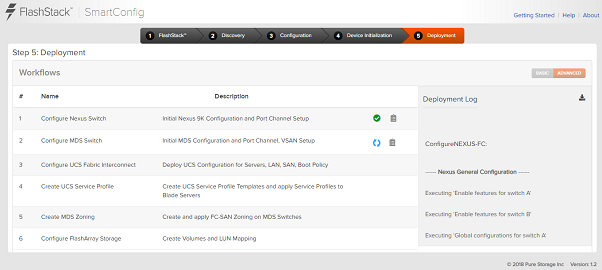 FlashStack™ SmartConfig
Getting Started | Help | About
1 FlashStack™ 2 Discovery 3 Configuration 4 Device Initialization 5 Deployment
Step 5: Deployment
Workflows BASIC ADVANCED
# Name Description
1 Configure Nexus Switch Initial Nexus 9K Configuration and Port Channel Setup
2 Configure MDS Switch Initial MDS Configuration and Port Channel, VSAN Setup
3 Configure UCS Fabric Interconnect Deploy UCS Configuration for Servers, LAN, SAN, Boot Policy
4 Create UCS Service Profile Create UCS Service Profile Templates and apply Service Profiles to
Blade Servers
5 Create MDS Zoning Create and apply FC-SAN Zoning on MDS Switches
6 Configure FlashArray Storage Create Volumes and LUN Mapping
Deployment Log
ConfigureNEXUS-FC:
------ Nexus General Configuration ------
Executing 'Enable features for switch A'
Executing 'Enable features for switch B'
Executing 'Global configurations for switch A'
© 2018 Pure Storage Inc Version: 1.2